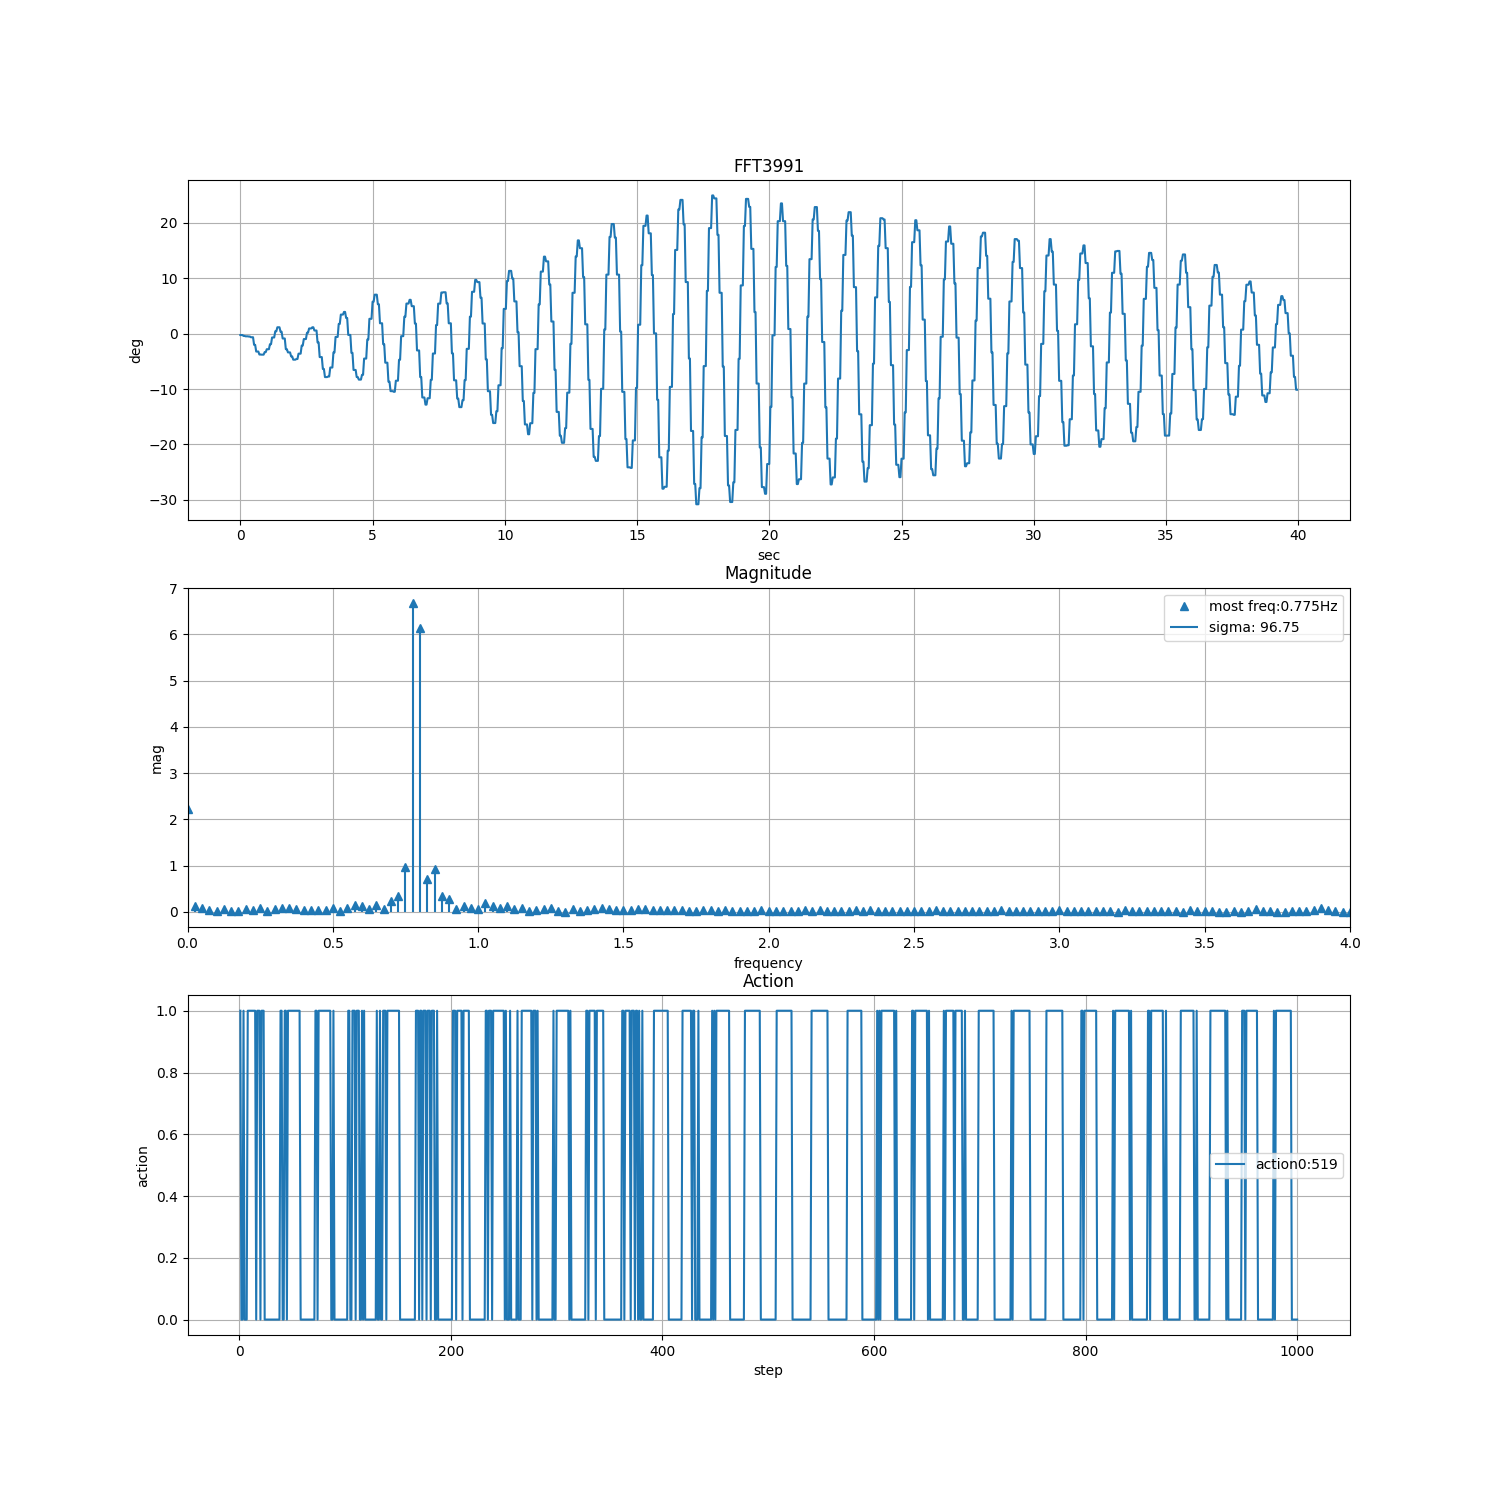 FFT3991
20
10
0
−10
−20
−30
deg
0 5 10 15 20 25 30 35 40
sec
Magnitude
7
6
5
4
3
2
1
0
mag
most freq:0.775Hz
sigma: 96.75
0.0 0.5 1.0 1.5 2.0 2.5 3.0 3.5 4.0
frequency
Action
1.0
0.8
0.6
0.4
0.2
0.0
action
action0:519
0 200 400 600 800 1000
step